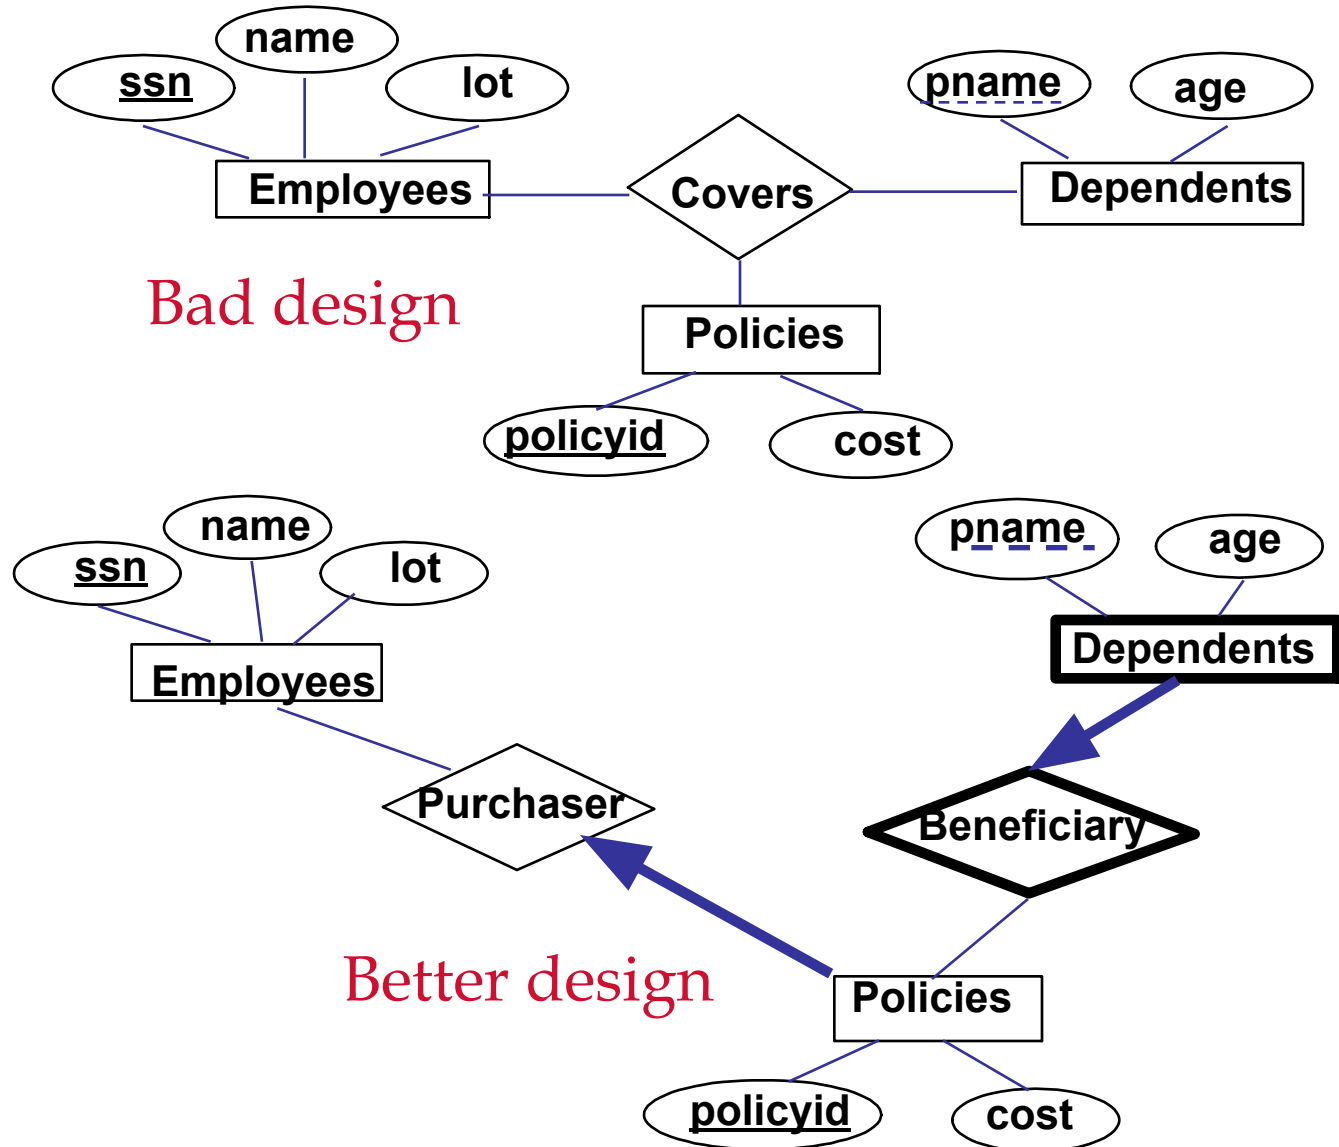 name
ssn
lot
pname
age
Employees
Covers
Dependents
Bad design
Policies
policyid
cost
name
ssn
lot
pname
age
Employees
Dependents
Purchaser
Beneficiary
Better design
Policies
policyid
cost